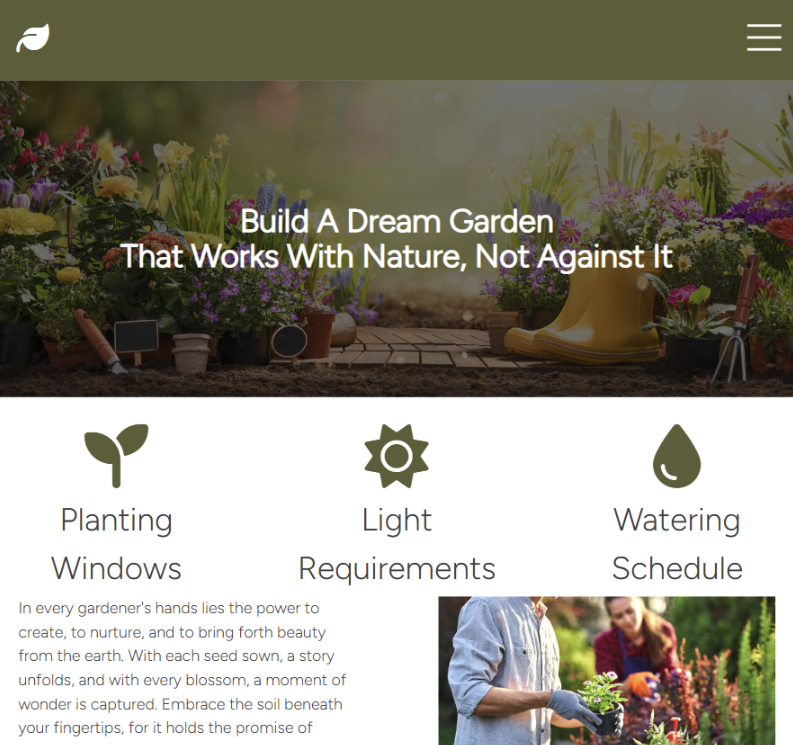 Build A Dream Garden
That Works With Nature, Not Against It
Planting
Windows
Light
Requirements
Watering
Schedule
In every gardener's hands lies the power to
create, to nurture, and to bring forth beauty
from the earth. With each seed sown, a story
unfolds, and with every blossom, a moment of
wonder is captured. Embrace the soil beneath
your fingertips, for it holds the promise of